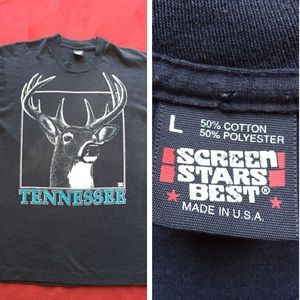 TENNESSEE
L
50% COTTON
50% POLYESTER
SCREEN
STARS
BEST®
MADE IN U.S.A.